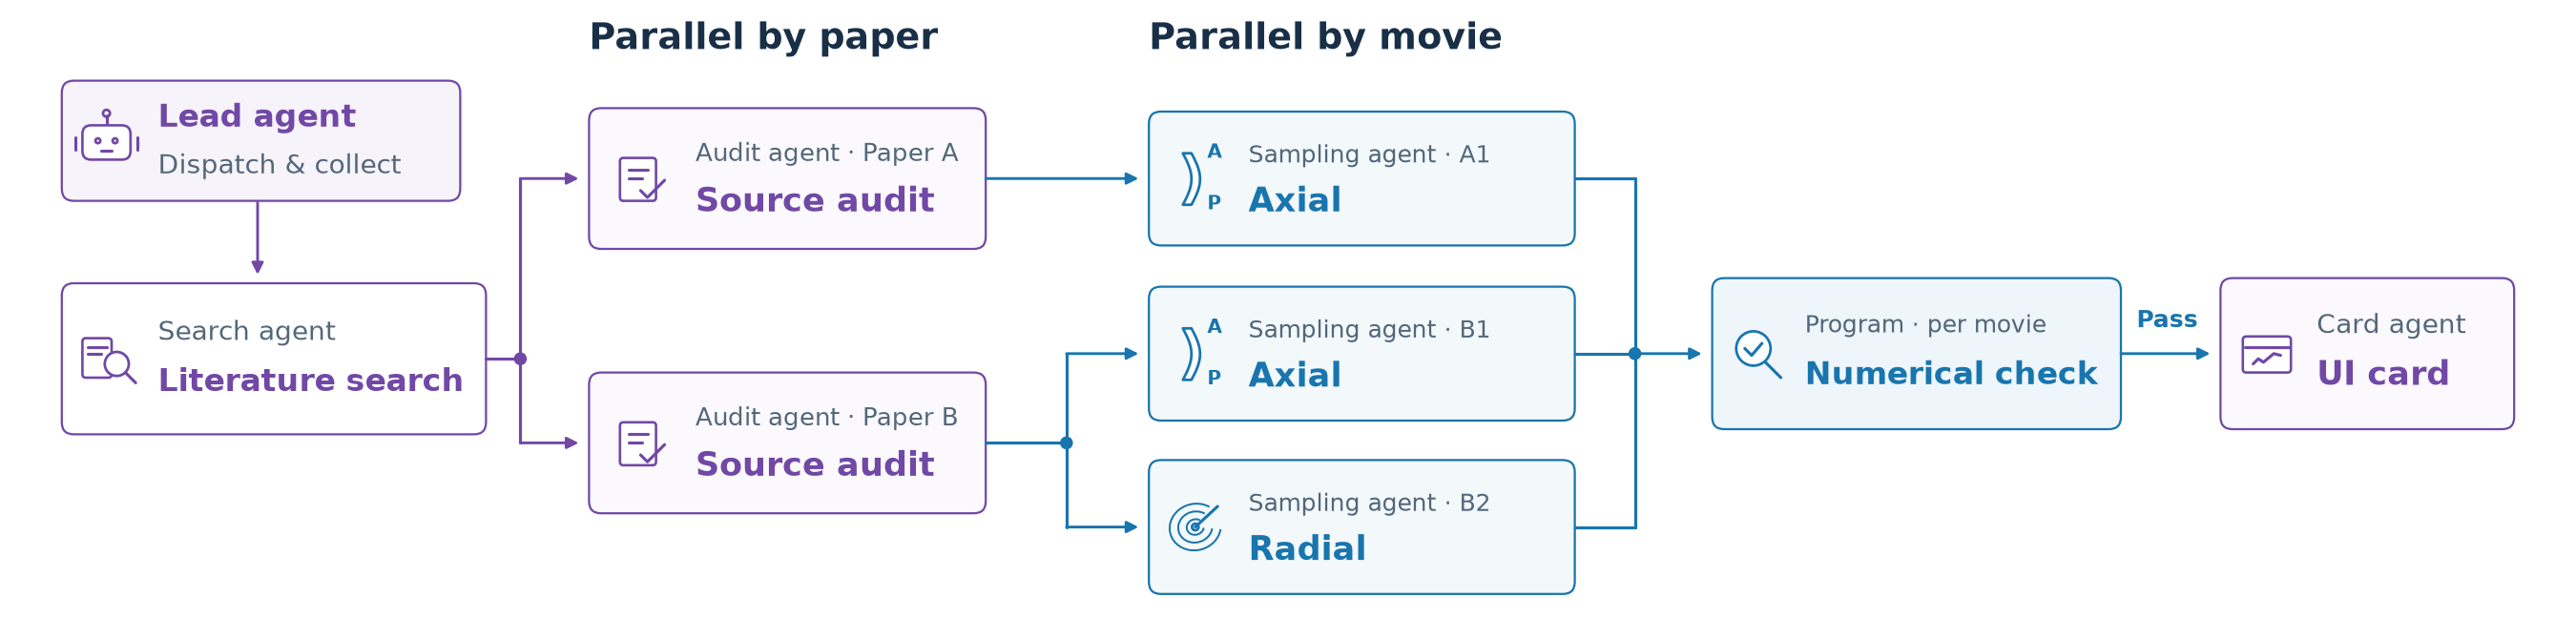 Parallel by paper
Parallel by movie
Lead agent
Dispatch & collect
Search agent
Literature search
Audit agent · Paper A
Source audit
Audit agent · Paper B
Source audit
A
P
Sampling agent · A1
Axial
A
P
Sampling agent · B1
Axial
Sampling agent · B2
Radial
Program · per movie
Numerical check
Pass
Card agent
UI card